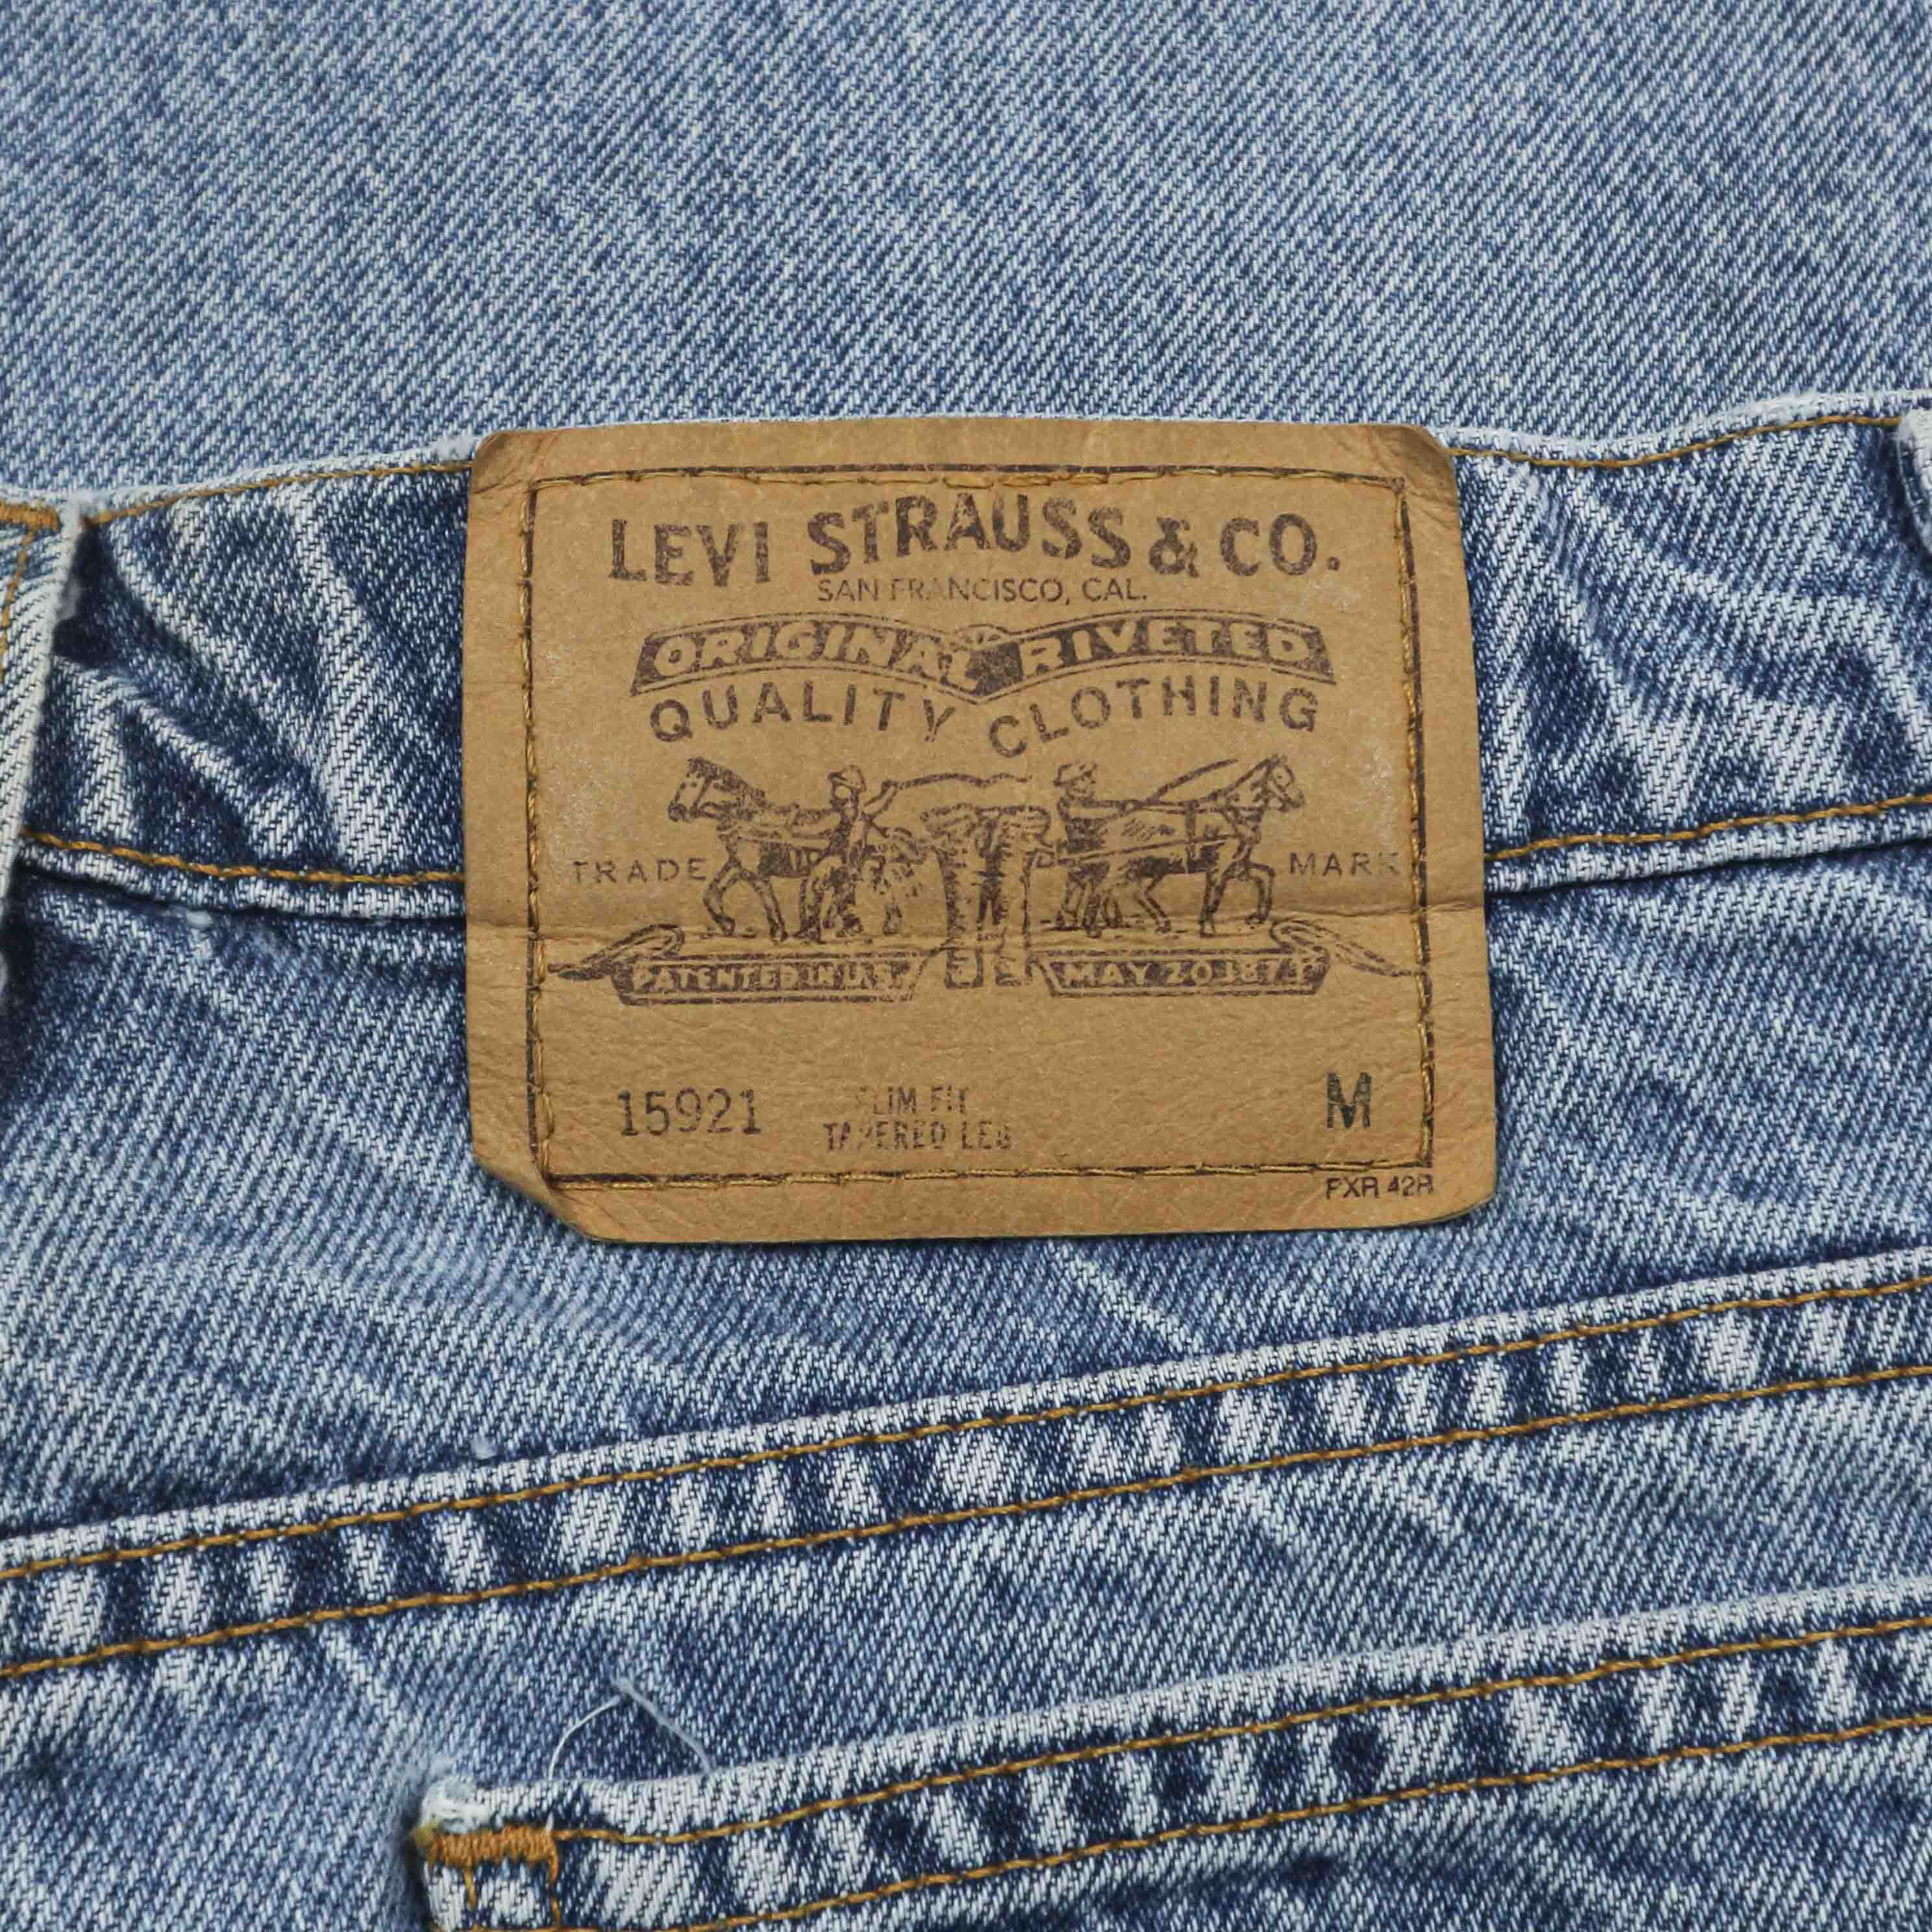 LEVI STRAUSS & CO.
SAN FRANCISCO, CAL.
ORIGINAL RIVETED
QUALITY CLOTHING
TRADE MARK
PATENTED IN U.S. MAY 20 1873
15921 SLIM FIT M
TAPERED LEG
PXR 42R